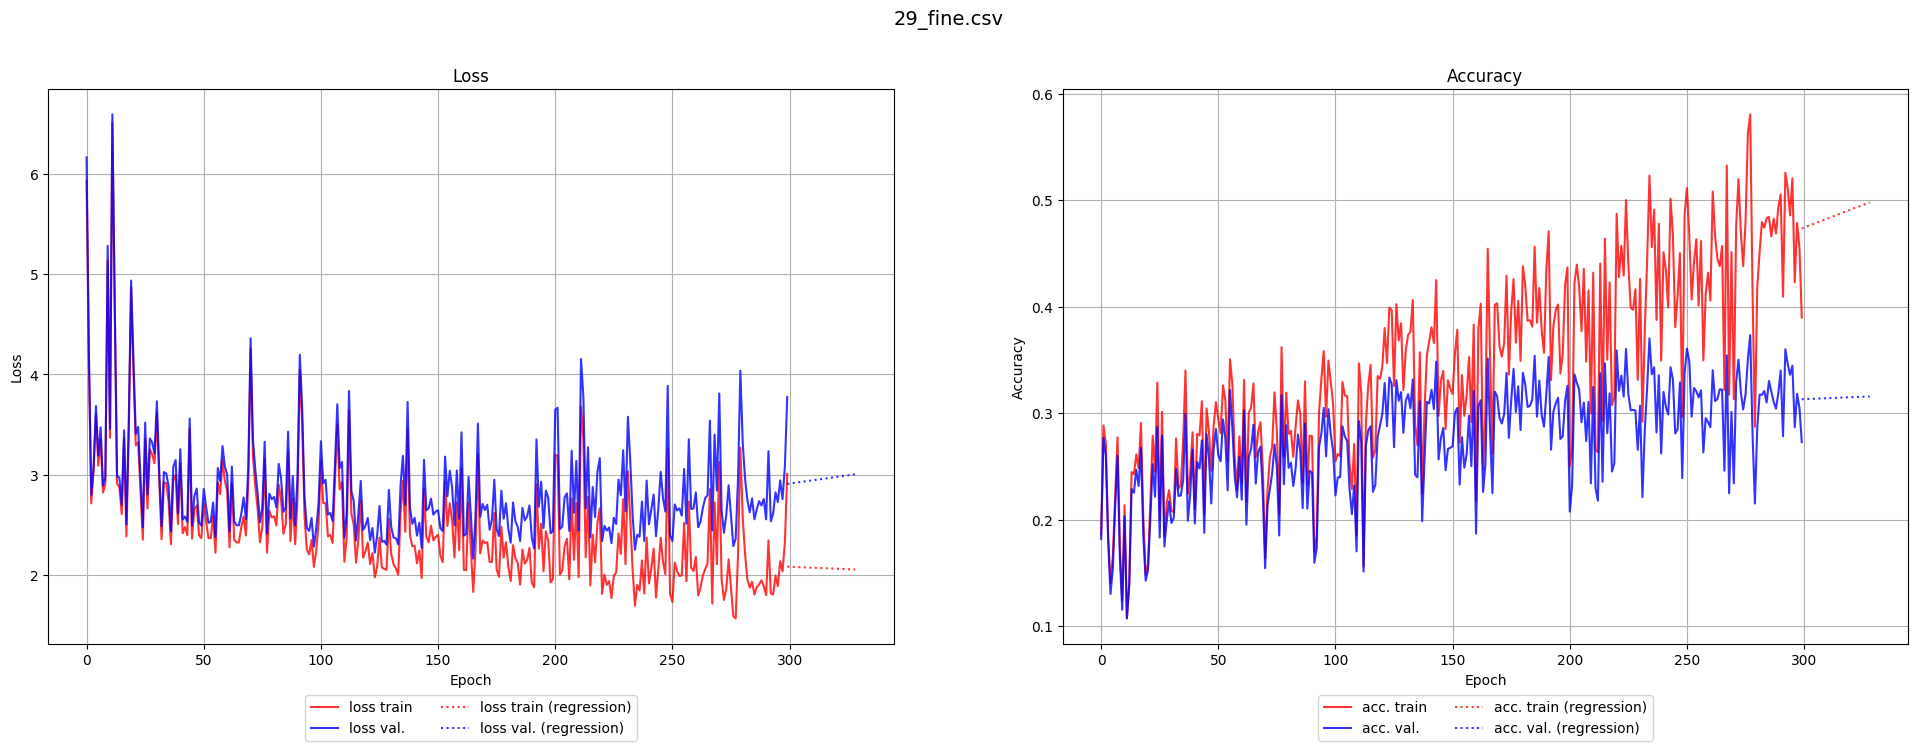 29_fine.csv
Loss
Loss
6
5
4
3
2
0 50 100 150 200 250 300
Epoch
loss train loss train (regression)
loss val. loss val. (regression)
Accuracy
Accuracy
0.6
0.5
0.4
0.3
0.2
0.1
0 50 100 150 200 250 300
Epoch
acc. train acc. train (regression)
acc. val. acc. val. (regression)